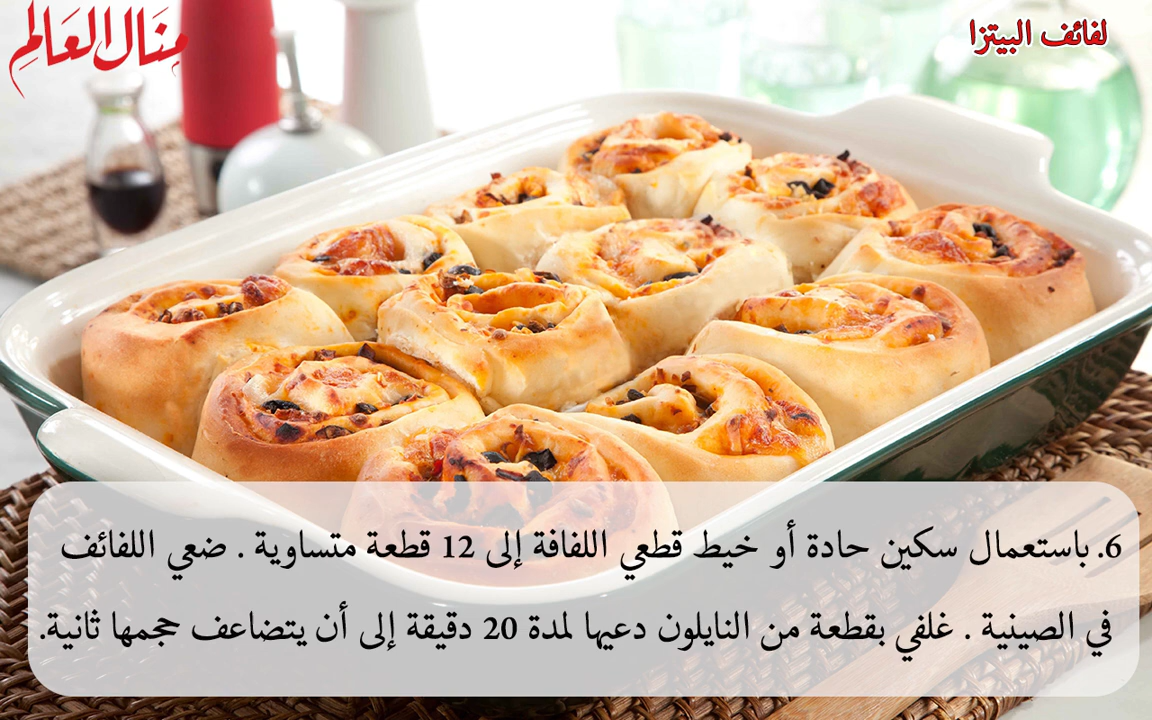 لفائف البيتزا
منال العالم
6. باستعمال سكين حادة أو خيط قطعي اللفافة إلى 12 قطعة متساوية . ضعي اللفائف
في الصينية . غلفي بقطعة من النايلون دعيها لمدة 20 دقيقة إلى أن يتضاعف حجمها ثانية.